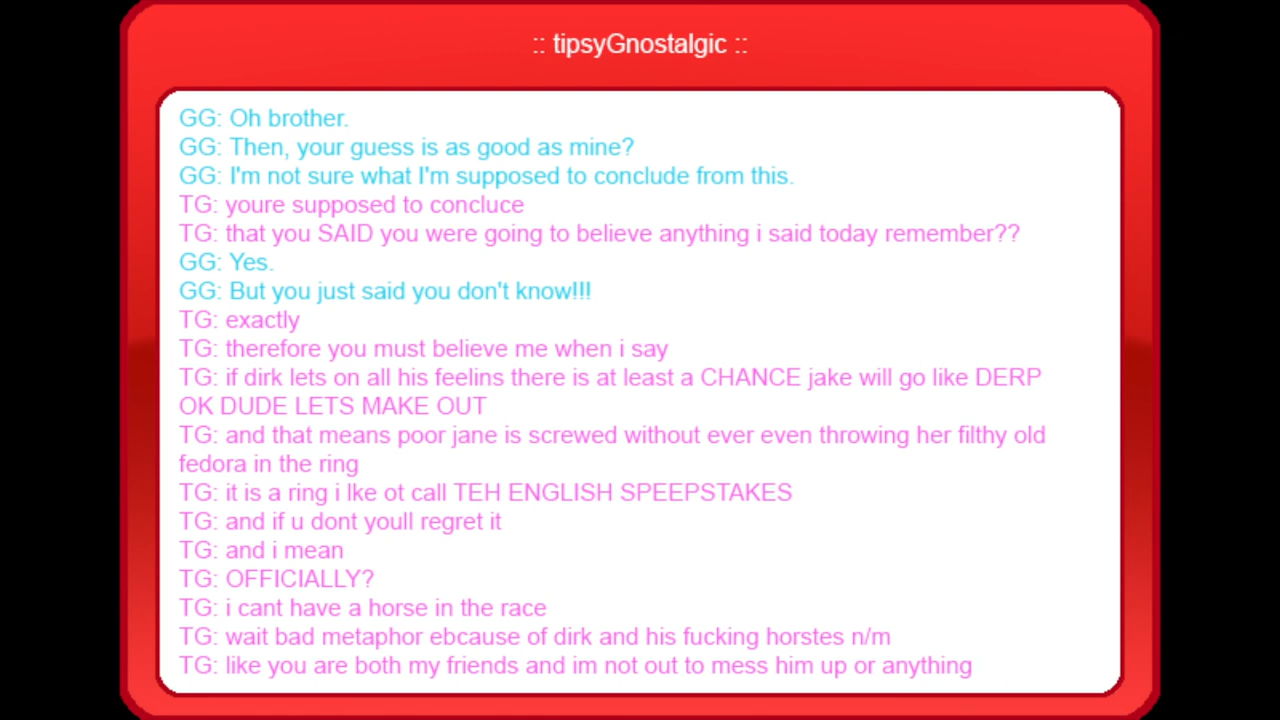 :: tipsyGnostalgic ::
GG: Oh brother.
GG: Then, your guess is as good as mine?
GG: I'm not sure what I'm supposed to conclude from this.
TG: youre supposed to concluce
TG: that you SAID you were going to believe anything i said today remember??
GG: Yes.
GG: But you just said you don't know!!!
TG: exactly
TG: therefore you must believe me when i say
TG: if dirk lets on all his feelins there is at least a CHANCE jake will go like DERP
OK DUDE LETS MAKE OUT
TG: and that means poor jane is screwed without ever even throwing her filthy old
fedora in the ring
TG: it is a ring i lke ot call TEH ENGLISH SPEEPSTAKES
TG: and if u dont youll regret it
TG: and i mean
TG: OFFICIALLY?
TG: i cant have a horse in the race
TG: wait bad metaphor ebcause of dirk and his fucking horstes n/m
TG: like you are both my friends and im not out to mess him up or anything